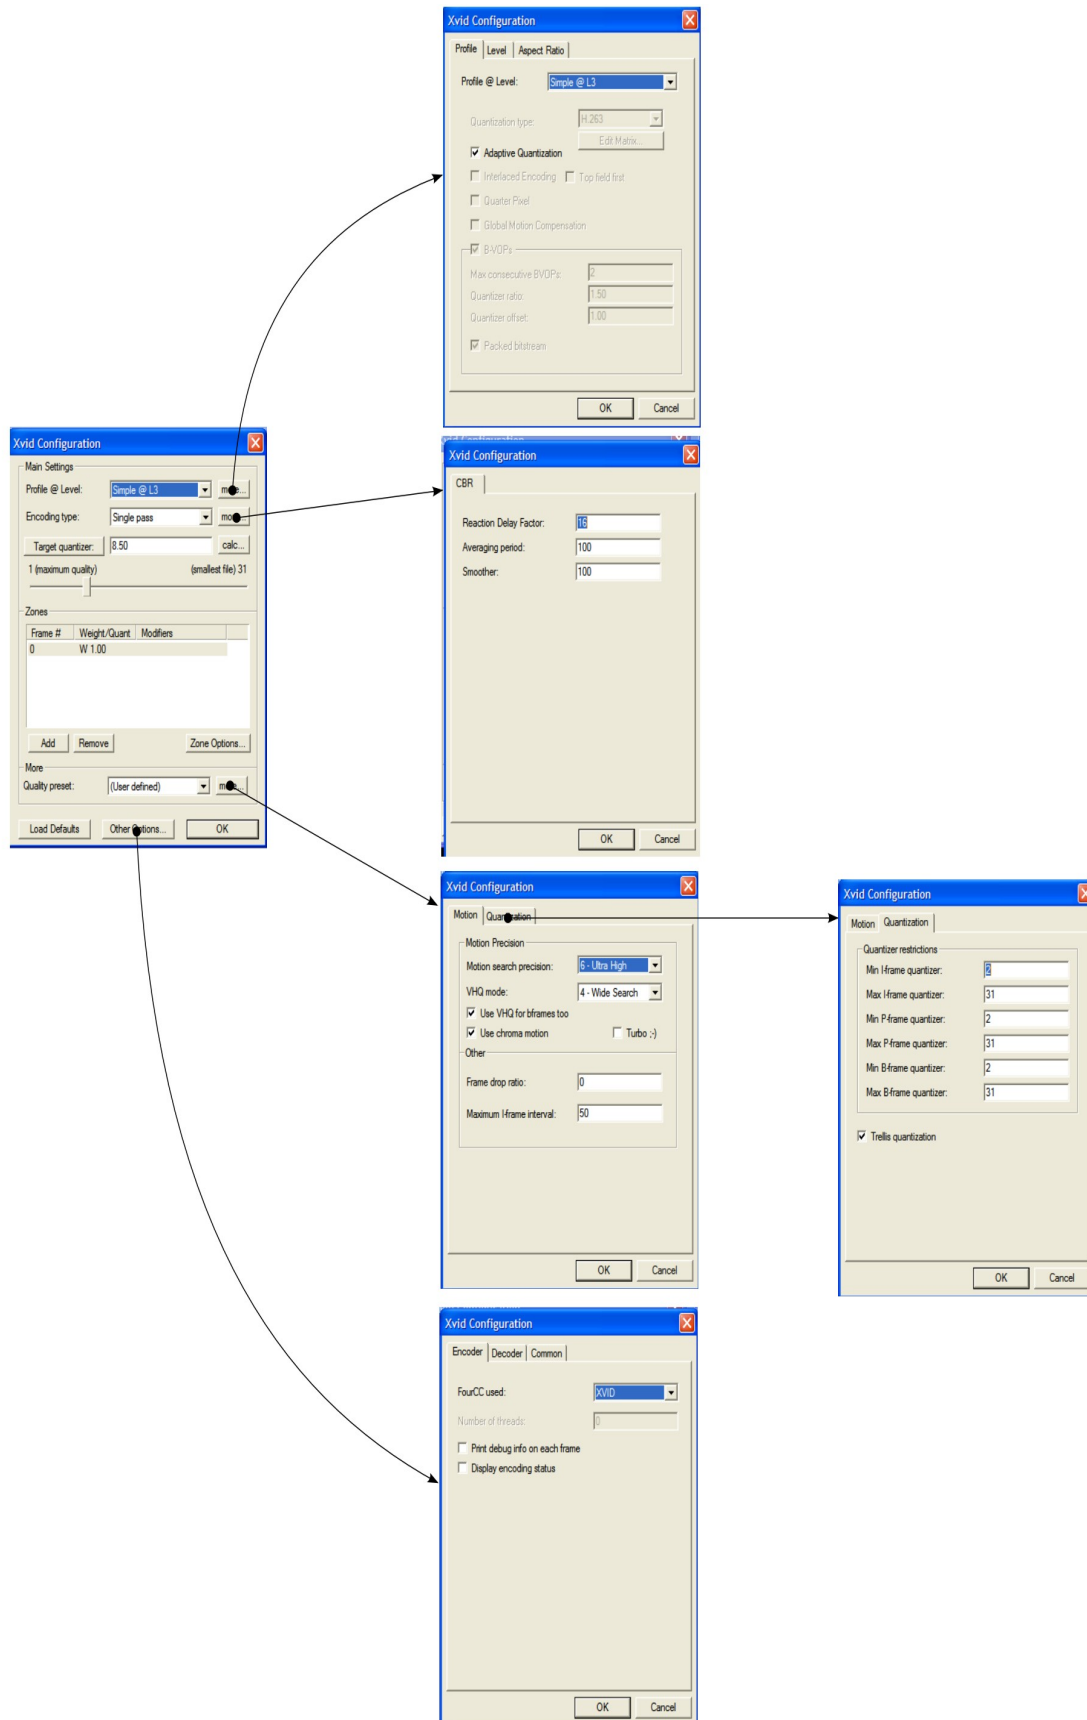 Xvid Configuration
Profile Level Aspect Ratio
Profile @ Level: Simple @ L3
Quantization type: H.263
Edit Matrix...
Adaptive Quantization
Interlaced Encoding Top field first
Quarter Pixel
Global Motion Compensation
B-VOPs
Max consecutive BVOPs: 2
Quantizer ratio: 1.50
Quantizer offset: 1.00
Packed bitstream
OK Cancel
Xvid Configuration
Main Settings
Profile @ Level: Simple @ L3
Encoding type: Single pass
Target quantizer: 8.50 calc...
1 (maximum quality) (smallest file) 31
Zones
Frame # Weight/Quant Modifiers
0 W 1.00
Add Remove Zone Options...
More
Quality preset: (User defined)
Load Defaults Other Options... OK
Xvid Configuration
CBR
Reaction Delay Factor: 16
Averaging period: 100
Smoother: 100
OK Cancel
Xvid Configuration
Motion Quantization
Motion Precision
Motion search precision: 6 - Ultra High
VHQ mode: 4 - Wide Search
Use VHQ for bframes too
Use chroma motion Turbo ;-)
Other
Frame drop ratio: 0
Maximum I-frame interval: 50
OK Cancel
Xvid Configuration
Motion Quantization
Quantizer restrictions
Min I-frame quantizer: 2
Max I-frame quantizer: 31
Min P-frame quantizer: 2
Max P-frame quantizer: 31
Min B-frame quantizer: 2
Max B-frame quantizer: 31
Trellis quantization
OK Cancel
Xvid Configuration
Encoder Decoder Common
FourCC used: XVID
Number of threads: 0
Print debug info on each frame
Display encoding status
OK Cancel